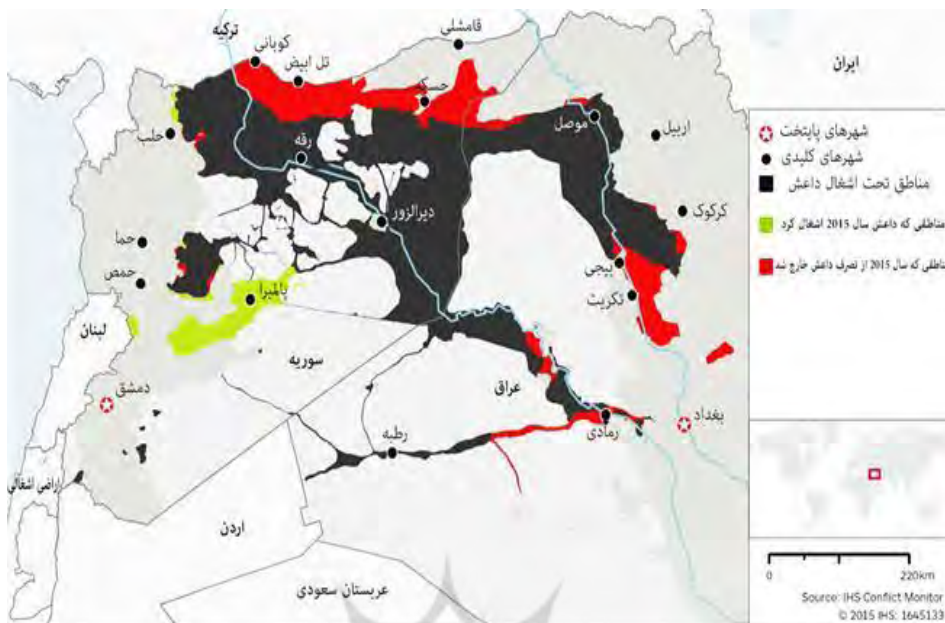 ترکیه
قامشلی
کوبانی
تل ابیض
حسکه
موصل
اربیل
حلب
رقه
دیرالزور
کرکوک
حما
حمص
پالمیرا
بیجی
تکریت
لبنان
سوریه
عراق
دمشق
رطبه
رمادی
بغداد
اراضی اشغالی
اردن
عربستان سعودی
ایران
شهرهای پایتخت
شهرهای کلیدی
مناطق تحت اشغال داعش
مناطقی که داعش سال 2015 اشغال کرد
مناطقی که سال 2015 از تصرف داعش خارج شد
0 220km
Source: IHS Conflict Monitor
© 2015 IHS: 1645133